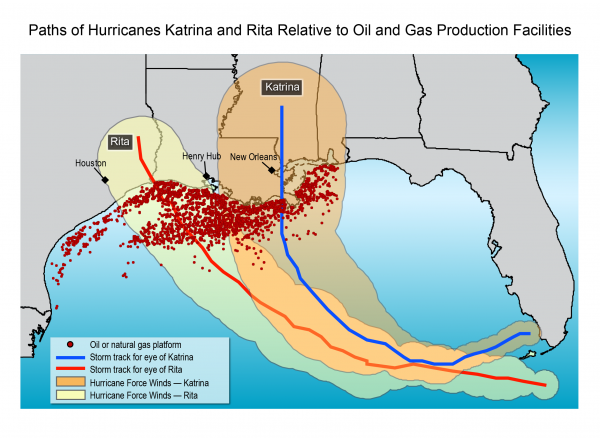 Paths of Hurricanes Katrina and Rita Relative to Oil and Gas Production Facilities
Katrina
Rita
Houston
Henry Hub
New Orleans
Oil or natural gas platform
Storm track for eye of Katrina
Storm track for eye of Rita
Hurricane Force Winds — Katrina
Hurricane Force Winds — Rita